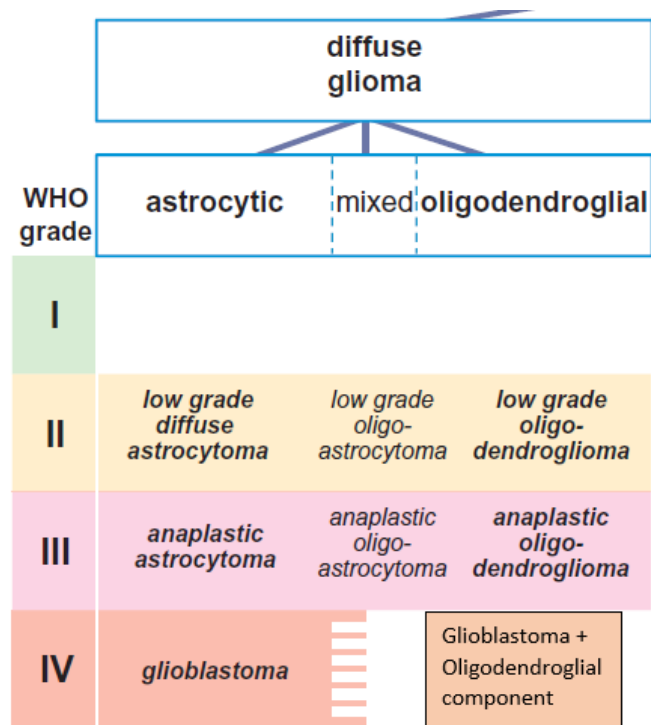 diffuse
glioma
WHO
grade
astrocytic
mixed
oligodendroglial
I
II
low grade
diffuse
astrocytoma
low grade
oligo-
astrocytoma
low grade
oligo-
dendroglioma
III
anaplastic
astrocytoma
anaplastic
oligo-
astrocytoma
anaplastic
oligo-
dendroglioma
IV
glioblastoma
Glioblastoma +
Oligodendroglial
component